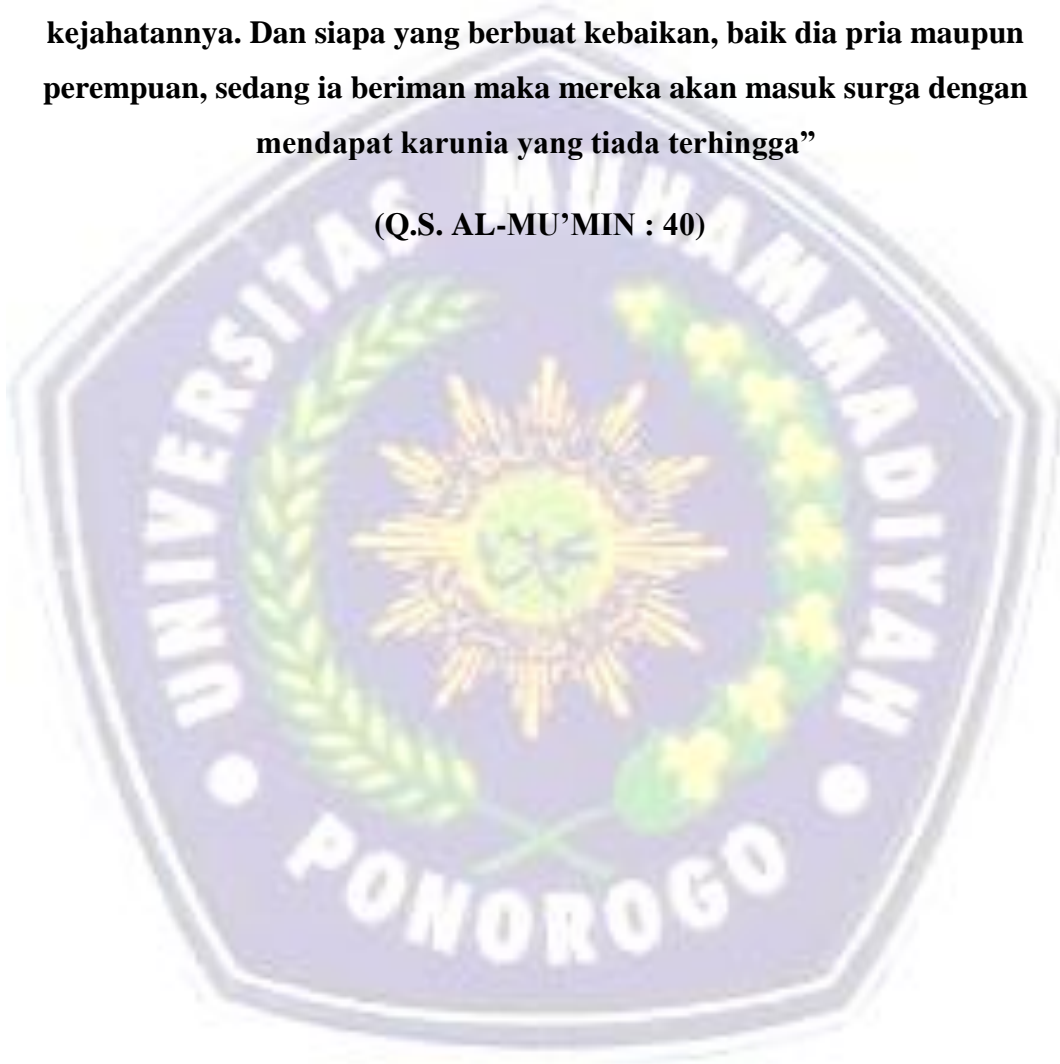 kejahatannya. Dan siapa yang berbuat kebaikan, baik dia pria maupun
perempuan, sedang ia beriman maka mereka akan masuk surga dengan
mendapat karunia yang tiada terhingga”
(Q.S. AL-MU’MIN : 40)
UNIVERSITAS MUHAMMADIYAH
PONOROGO